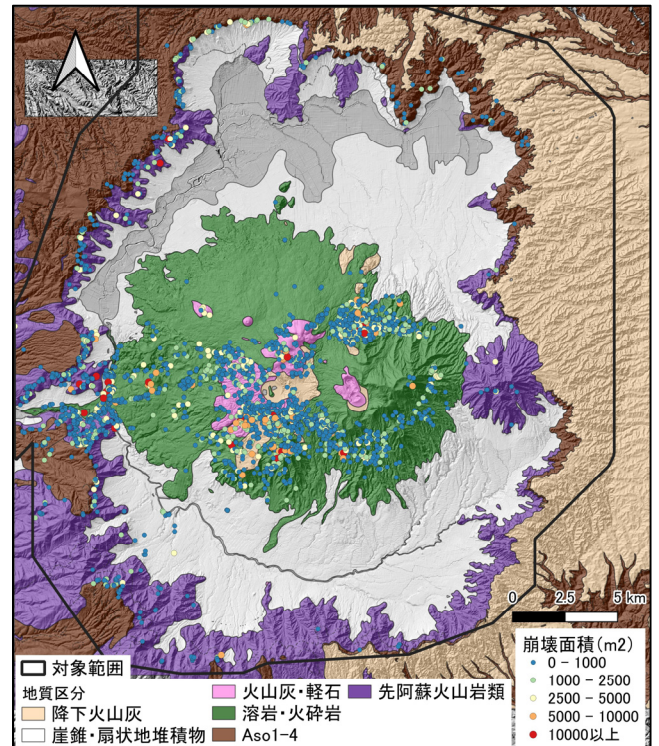 0 2.5 5 km
崩壊面積(m2)
0 - 1000
1000 - 2500
2500 - 5000
5000 - 10000
10000以上
対象範囲
地質区分
降下火山灰
崖錐・扇状地堆積物
火山灰・軽石
溶岩・火砕岩
Aso1-4
先阿蘇火山岩類